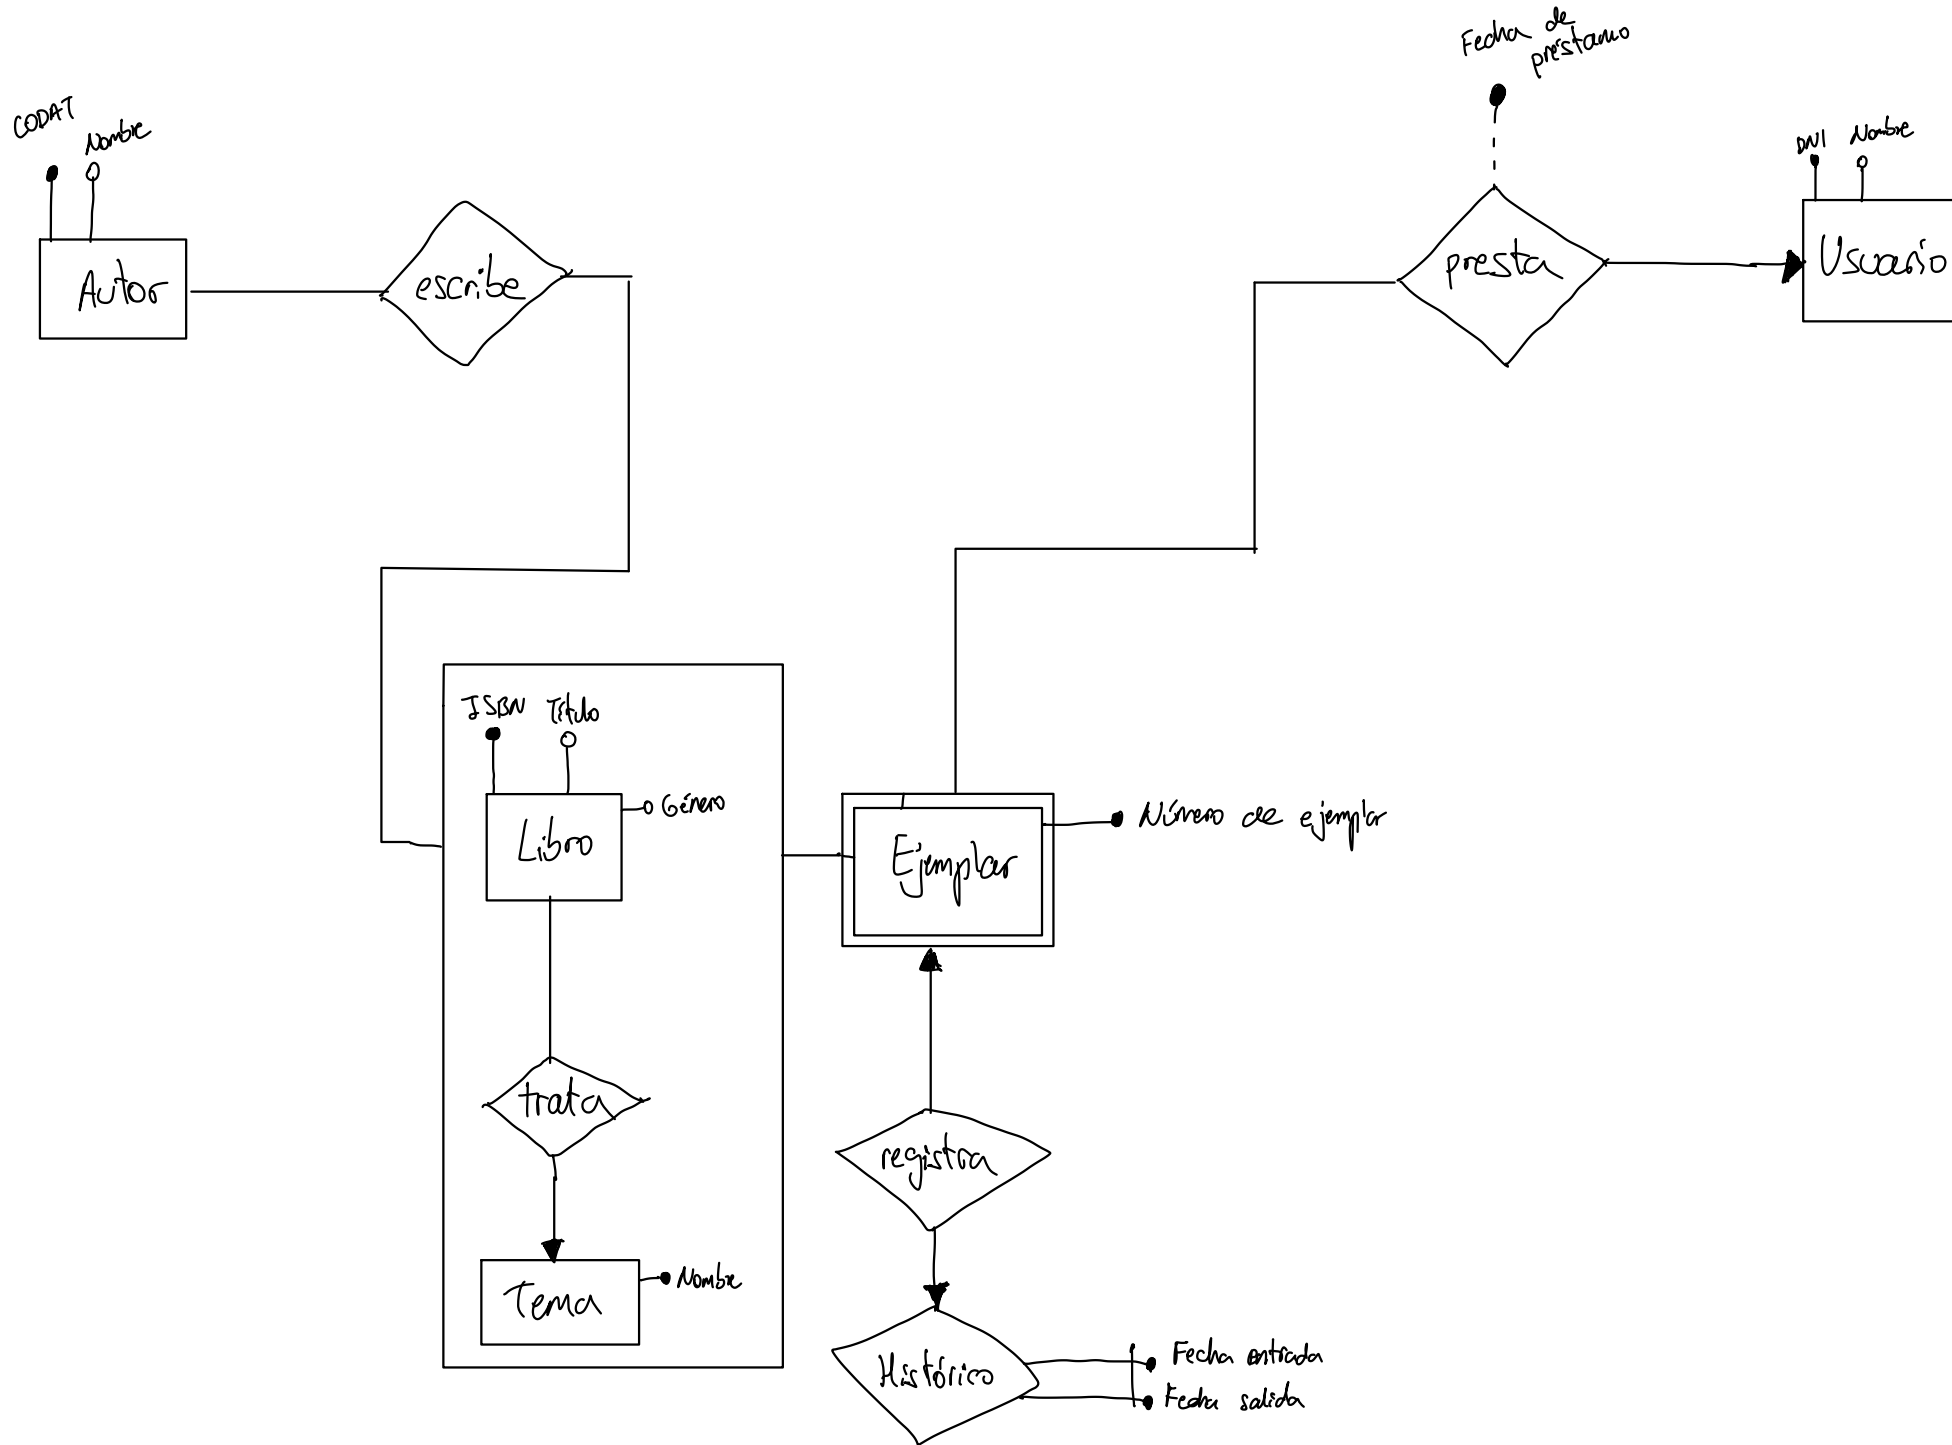 Fecha de
préstamo
CODAT
Nombre
DNI
Nombre
Autor
escribe
presta
Usuario
ISBN
Título
Género
Libro
Ejemplar
Número de ejemplar
trata
registra
Tema
Nombre
Histórico
Fecha entrada
Fecha salida